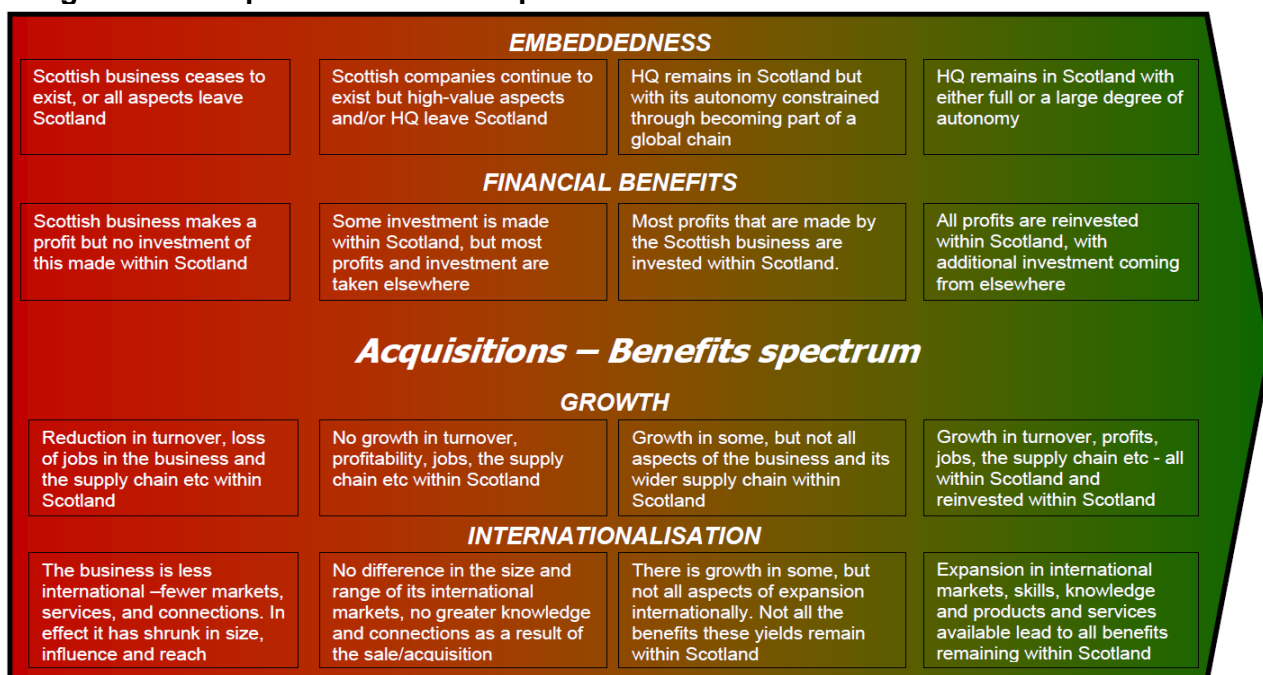 EMBEDDEDNESS
Scottish business ceases to
exist, or all aspects leave
Scotland
Scottish companies continue to
exist but high-value aspects
and/or HQ leave Scotland
HQ remains in Scotland but
with its autonomy constrained
through becoming part of a
global chain
HQ remains in Scotland with
either full or a large degree of
autonomy
FINANCIAL BENEFITS
Scottish business makes a
profit but no investment of
this made within Scotland
Some investment is made
within Scotland, but most
profits and investment are
taken elsewhere
Most profits that are made by
the Scottish business are
invested within Scotland.
All profits are reinvested
within Scotland, with
additional investment coming
from elsewhere
Acquisitions – Benefits spectrum
GROWTH
Reduction in turnover, loss
of jobs in the business and
the supply chain etc within
Scotland
No growth in turnover,
profitability, jobs, the supply
chain etc within Scotland
Growth in some, but not all
aspects of the business and its
wider supply chain within
Scotland
Growth in turnover, profits,
jobs, the supply chain etc - all
within Scotland and
reinvested within Scotland
INTERNATIONALISATION
The business is less
international –fewer markets,
services, and connections. In
effect it has shrunk in size,
influence and reach
No difference in the size and
range of its international
markets, no greater knowledge
and connections as a result of
the sale/acquisition
There is growth in some, but
not all aspects of expansion
internationally. Not all the
benefits these yields remain
within Scotland
Expansion in international
markets, skills, knowledge
and products and services
available lead to all benefits
remaining within Scotland